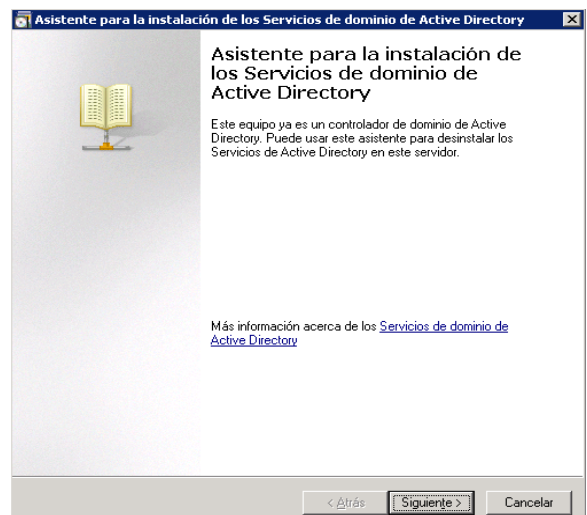 Asistente para la instalación de los Servicios de dominio de Active Directory
Asistente para la instalación de
los Servicios de dominio de
Active Directory
Este equipo ya es un controlador de dominio de Active
Directory. Puede usar este asistente para desinstalar los
Servicios de Active Directory en este servidor.
Más información acerca de los Servicios de dominio de
Active Directory
< Atrás Siguiente > Cancelar